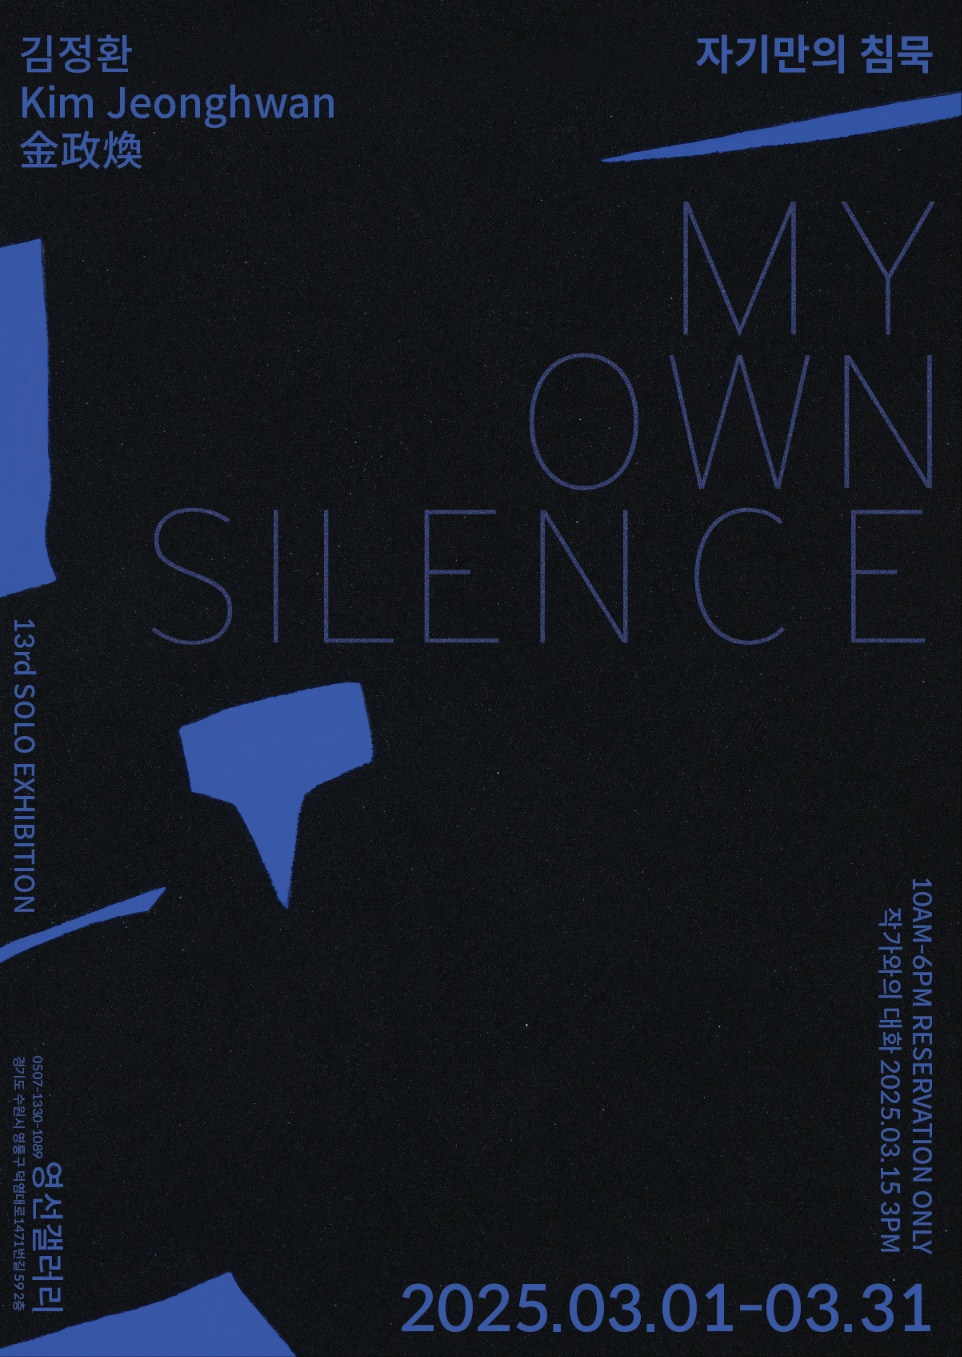 김정환
Kim Jeonghwan
金政煥
자기만의 침묵
MY
OWN
SILENCE
13rd SOLO EXHIBITION
10AM-6PM RESERVATION ONLY
작가와의 대화 2025.03.15 3PM
0507-1330-1089 영선갤러리
경기도 수원시 영통구 덕영대로1471번길 59 2층
2025.03.01-03.31